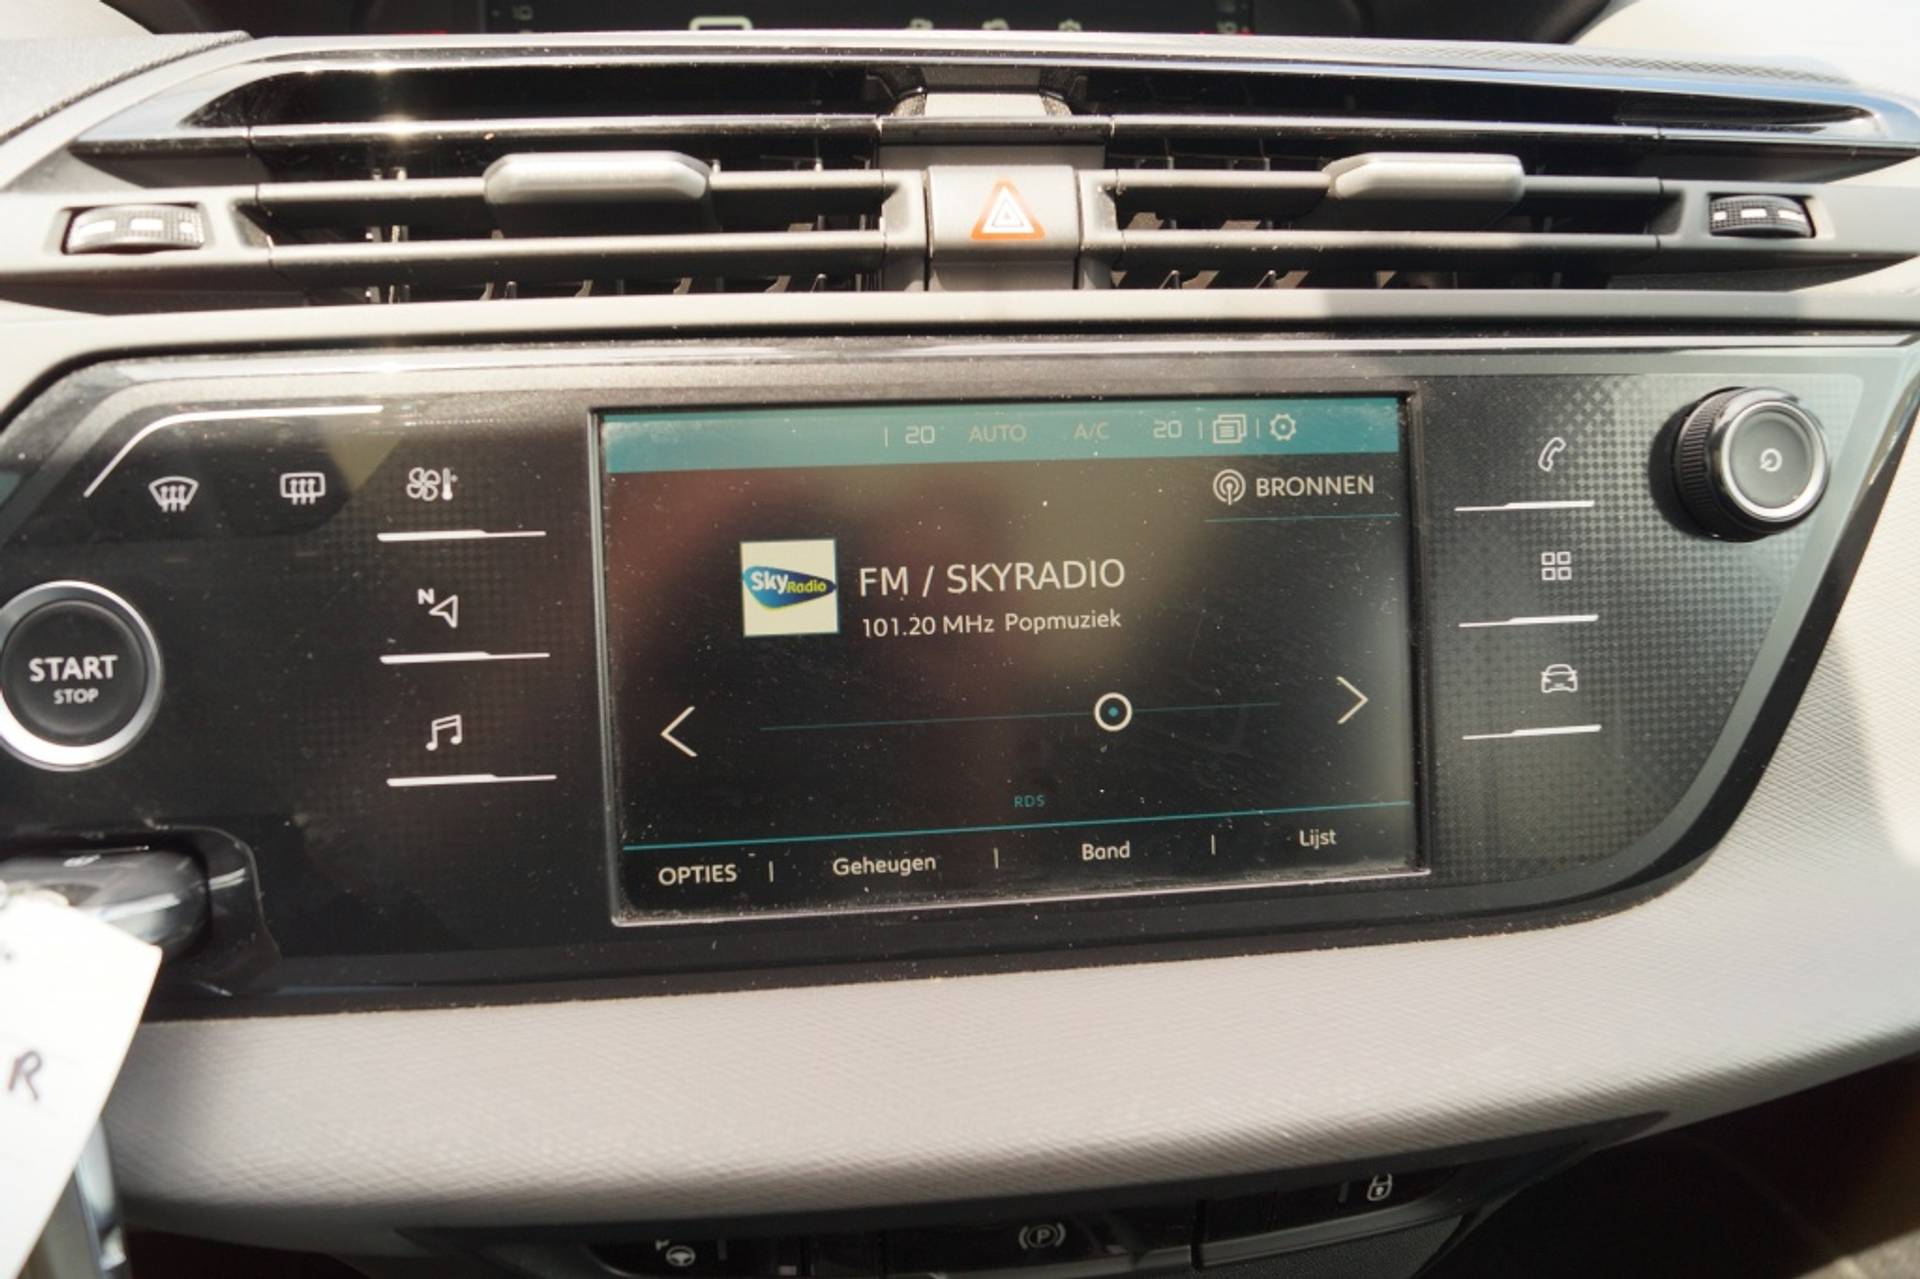 20 AUTO A/C 20
BRONNEN
Sky Radio
FM / SKYRADIO
101.20 MHz Popmuziek
N
START
STOP
RDS
OPTIES | Geheugen | Band | Lijst
R
P